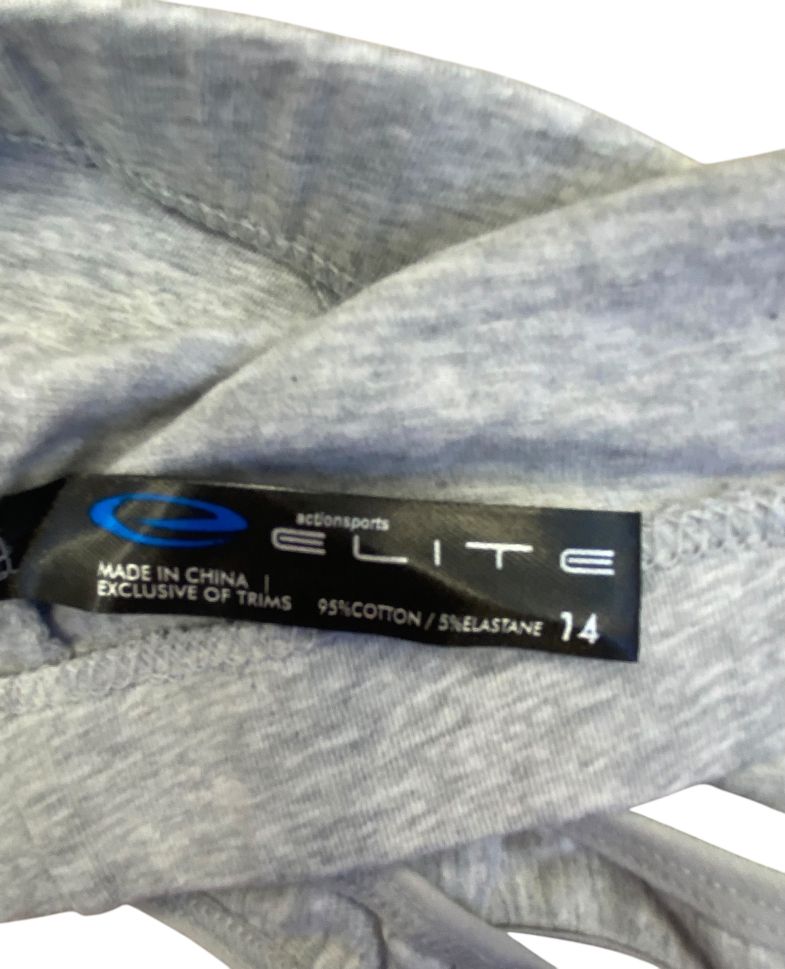 actionsports
ELITE
MADE IN CHINA
EXCLUSIVE OF TRIMS 95%COTTON / 5%ELASTANE 14